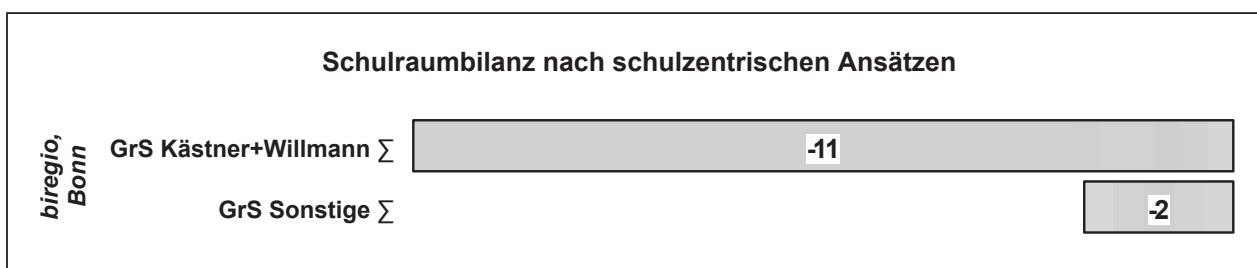 Schulraumbilanz nach schulzentrischen Ansätzen
biregio,
Bonn
GrS Kästner+Willmann ∑
-11
GrS Sonstige ∑
-2